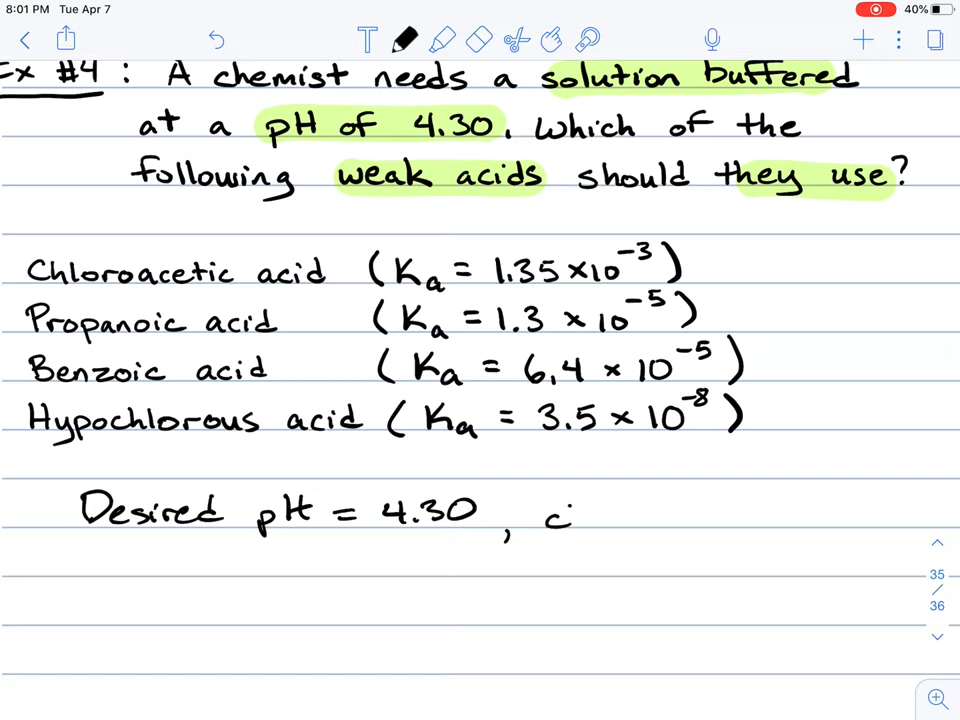 8:01 PM Tue Apr 7
40%
T
Ex #4 : A chemist needs a solution buffered
at a pH of 4.30. Which of the
following weak acids should they use?
Chloroacetic acid (Ka = 1.35 ×10⁻³)
Propanoic acid (Ka = 1.3 × 10⁻⁵)
Benzoic acid (Ka = 6.4 × 10⁻⁵)
Hypochlorous acid (Ka = 3.5 × 10⁻⁸)
Desired pH = 4.30 , ci
35
/
36